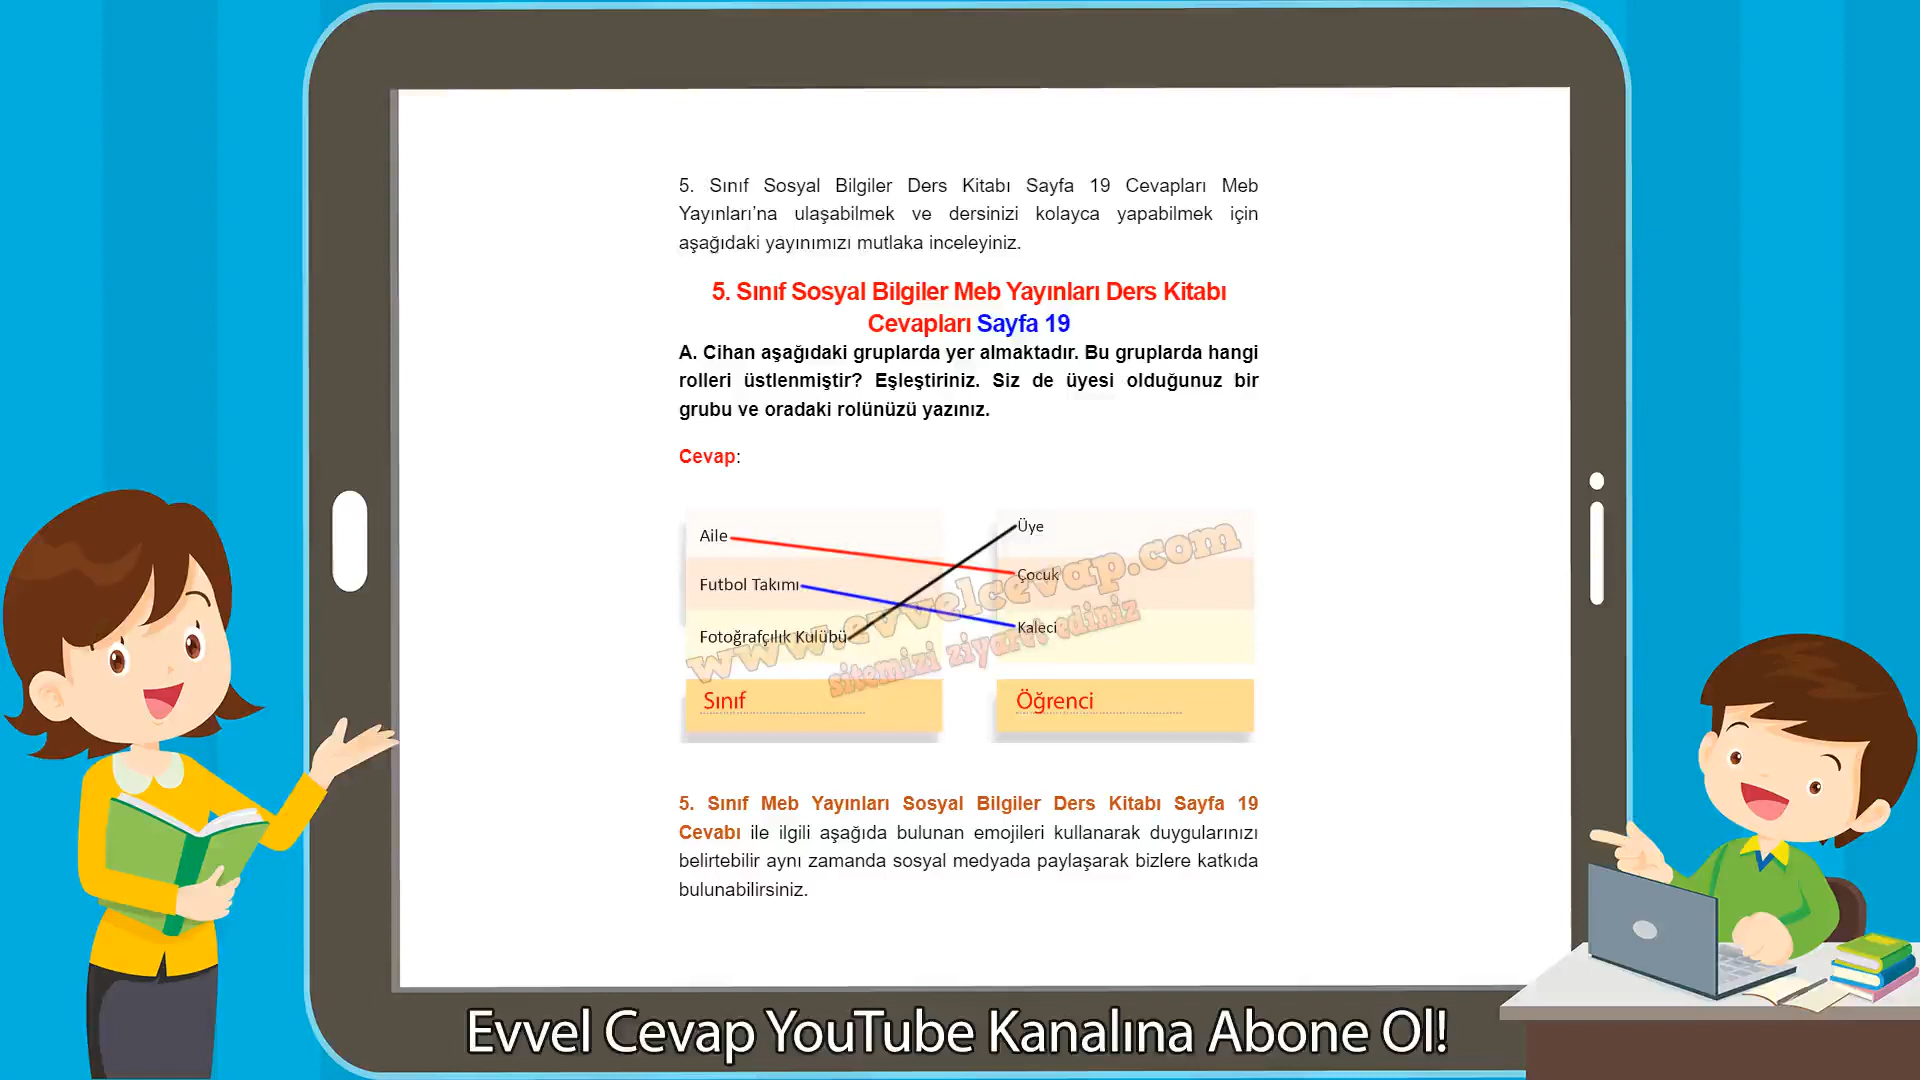 5. Sınıf Sosyal Bilgiler Ders Kitabı Sayfa 19 Cevapları Meb
Yayınları’na ulaşabilmek ve dersinizi kolayca yapabilmek için
aşağıdaki yayınımızı mutlaka inceleyiniz.
5. Sınıf Sosyal Bilgiler Meb Yayınları Ders Kitabı
Cevapları Sayfa 19
A. Cihan aşağıdaki gruplarda yer almaktadır. Bu gruplarda hangi
rolleri üstlenmiştir? Eşleştiriniz. Siz de üyesi olduğunuz bir
grubu ve oradaki rolünüzü yazınız.
Cevap:
Aile
Üye
Futbol Takımı
Çocuk
Fotoğrafçılık Kulübü
Kaleci
www.evvelcevap.com
sitemizi ziyaret ediniz
Sınıf
Öğrenci
5. Sınıf Meb Yayınları Sosyal Bilgiler Ders Kitabı Sayfa 19
Cevabı ile ilgili aşağıda bulunan emojileri kullanarak duygularınızı
belirtebilir aynı zamanda sosyal medyada paylaşarak bizlere katkıda
bulunabilirsiniz.
Evvel Cevap YouTube Kanalına Abone Ol!